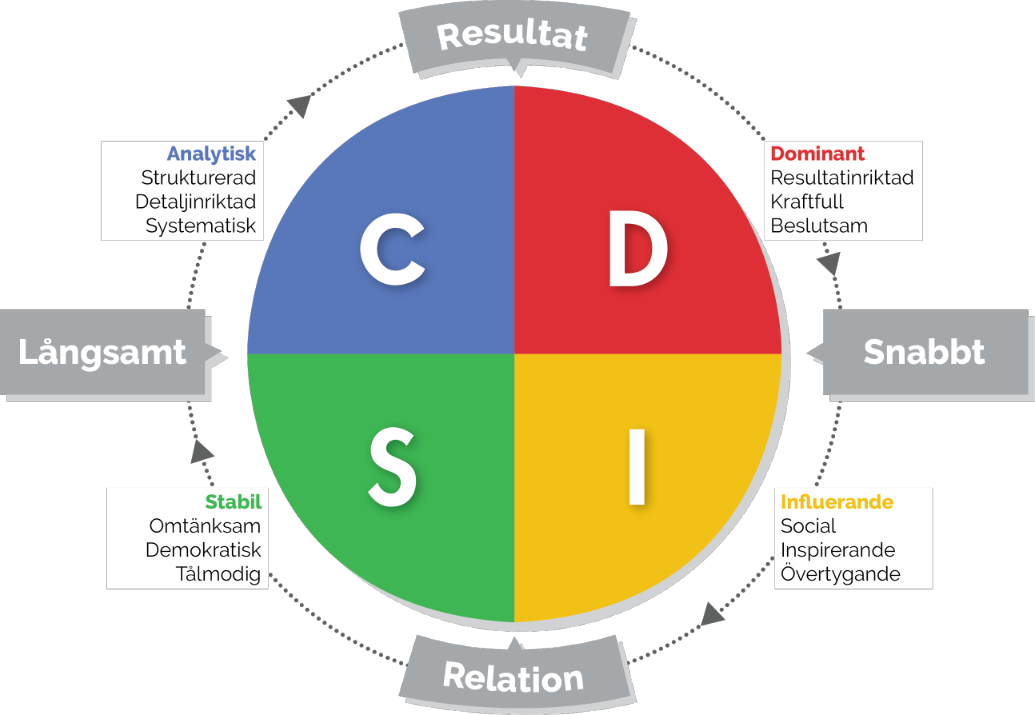 Resultat
Analytisk
Strukturerad
Detaljinriktad
Systematisk
Dominant
Resultatinriktad
Kraftfull
Beslutsam
C
D
Långsamt
Snabbt
S
I
Stabil
Omtänksam
Demokratisk
Tålmodig
Influerande
Social
Inspirerande
Övertygande
Relation